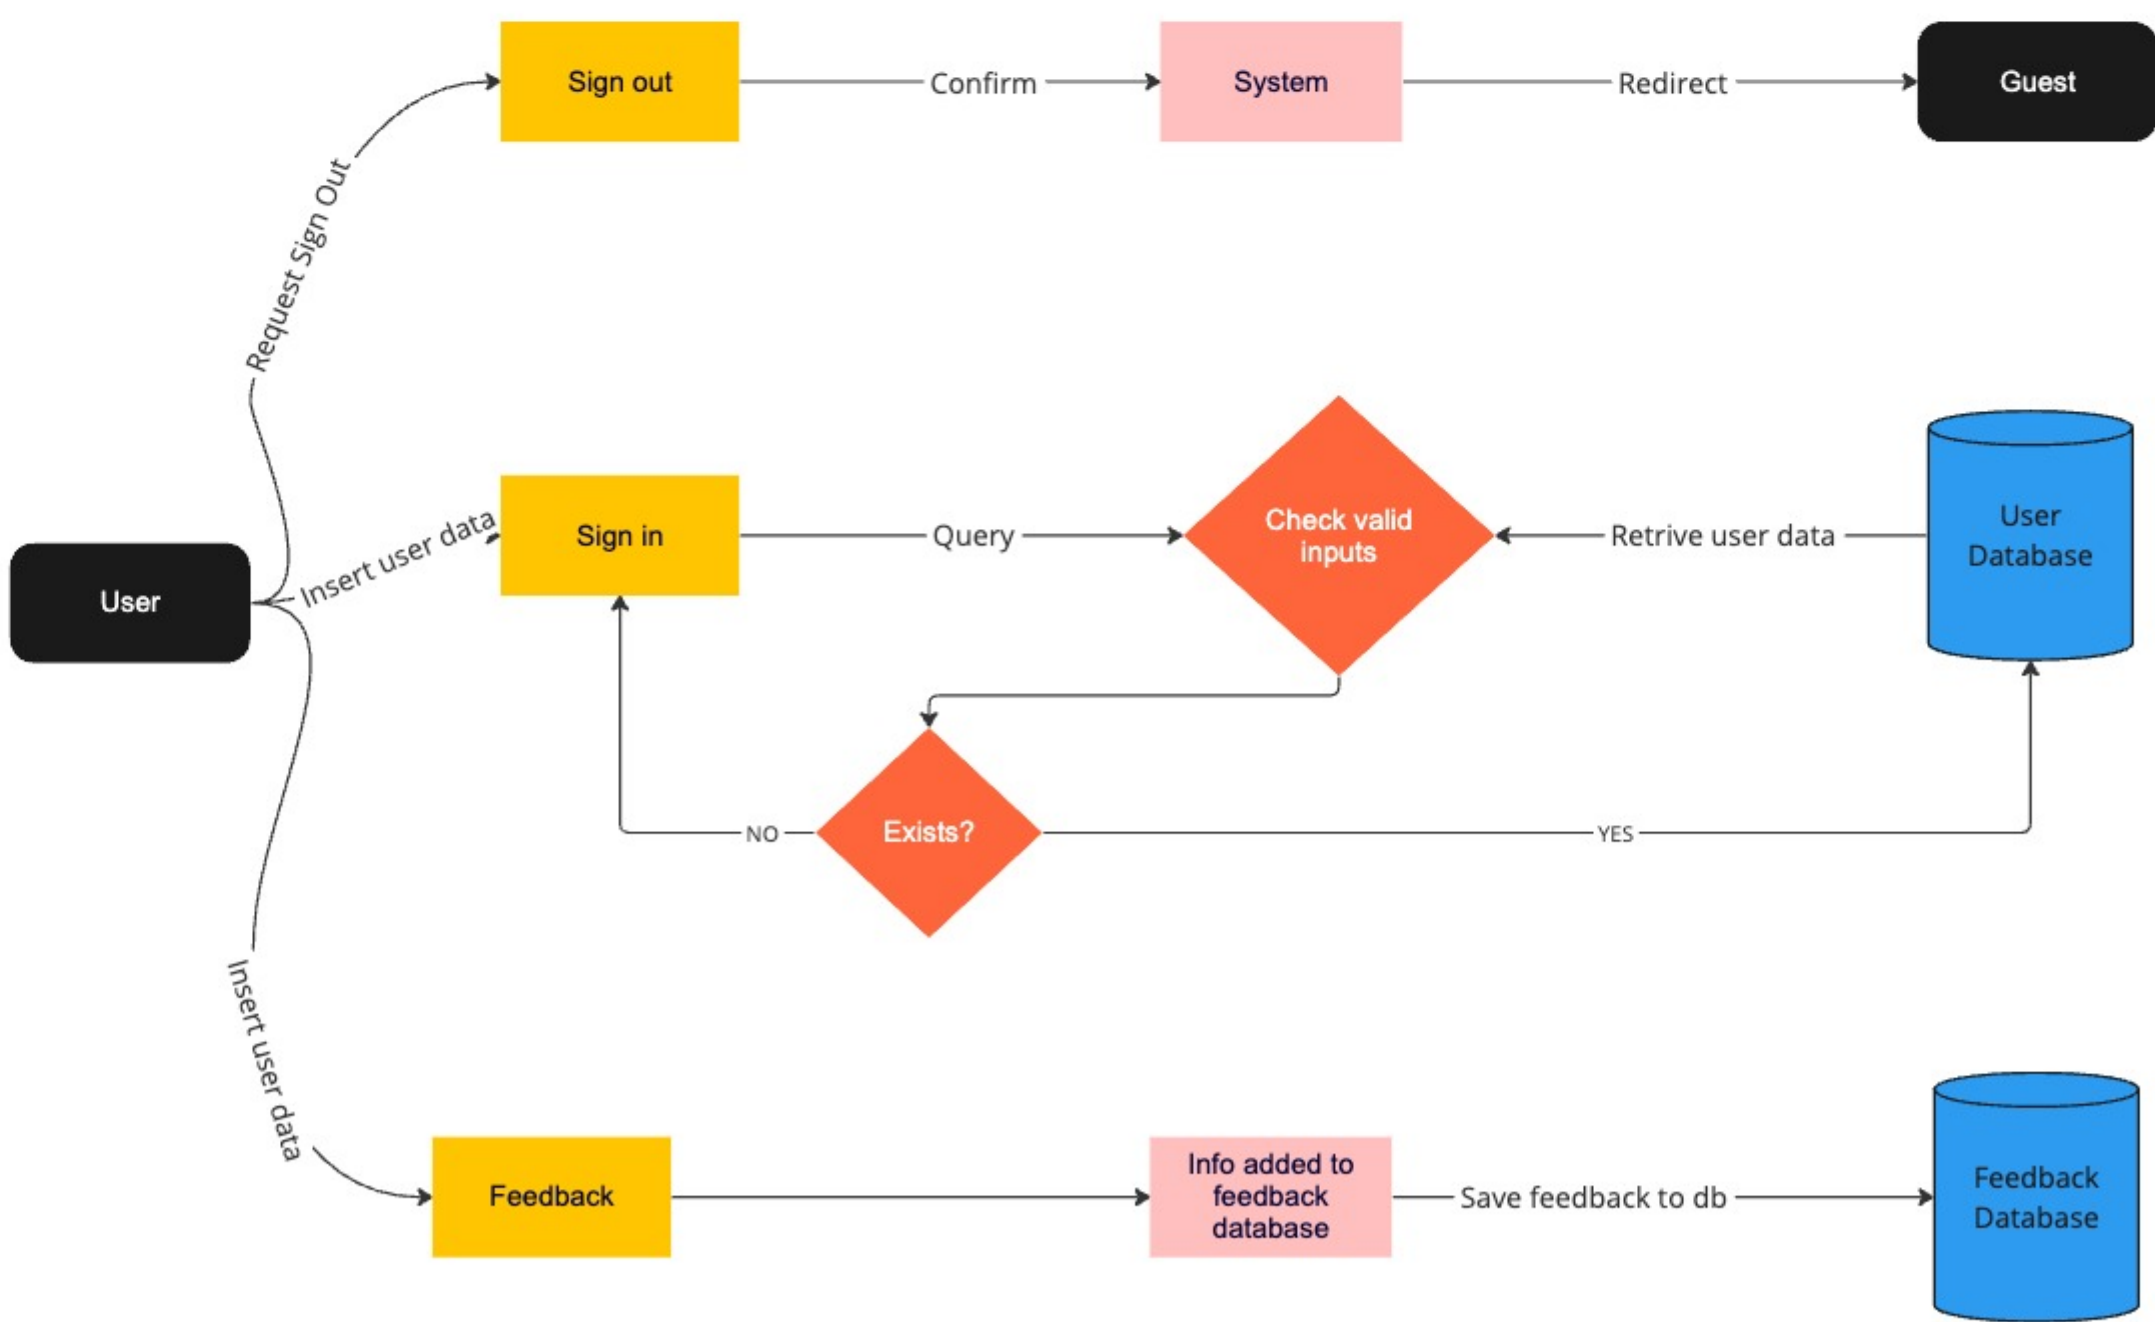 Sign out
Confirm
System
Redirect
Guest
Request Sign Out
User
Insert user data
Sign in
Query
Check valid
inputs
Retrive user data
User
Database
NO
Exists?
YES
Insert user data
Feedback
Info added to
feedback
database
Save feedback to db
Feedback
Database